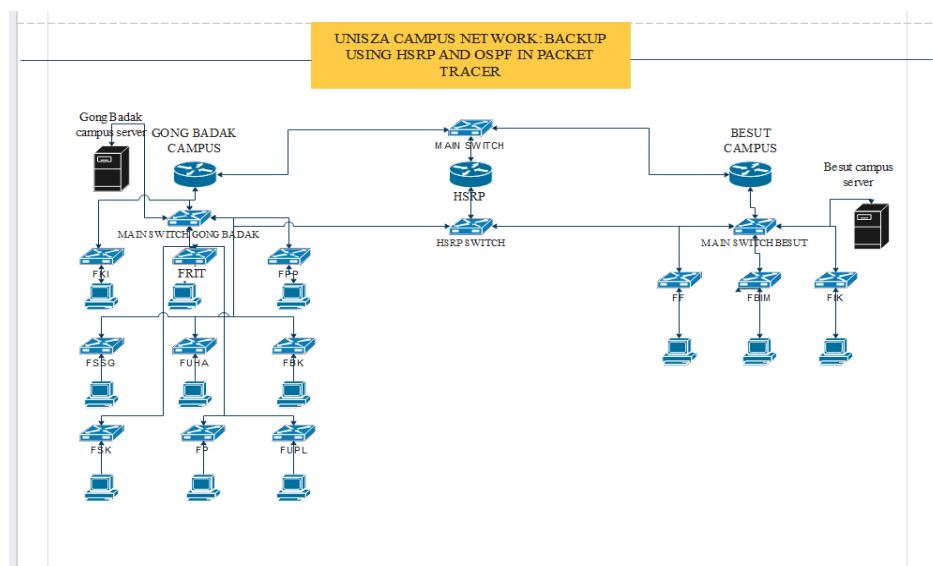 UNISZA CAMPUS NETWORK: BACKUP
USING HSRP AND OSPF IN PACKET
TRACER
Gong Badak
campus server
GONG BADAK
CAMPUS
MAIN SWITCH
HSRP
BESUT
CAMPUS
Besut campus
server
MAIN SWITCH GONG BADAK
HSRP SWITCH
MAIN SWITCH BESUT
FKI
FRIT
FPP
FF
FBIM
FIK
FSSG
FUHA
FBK
FSK
FP
FUPL